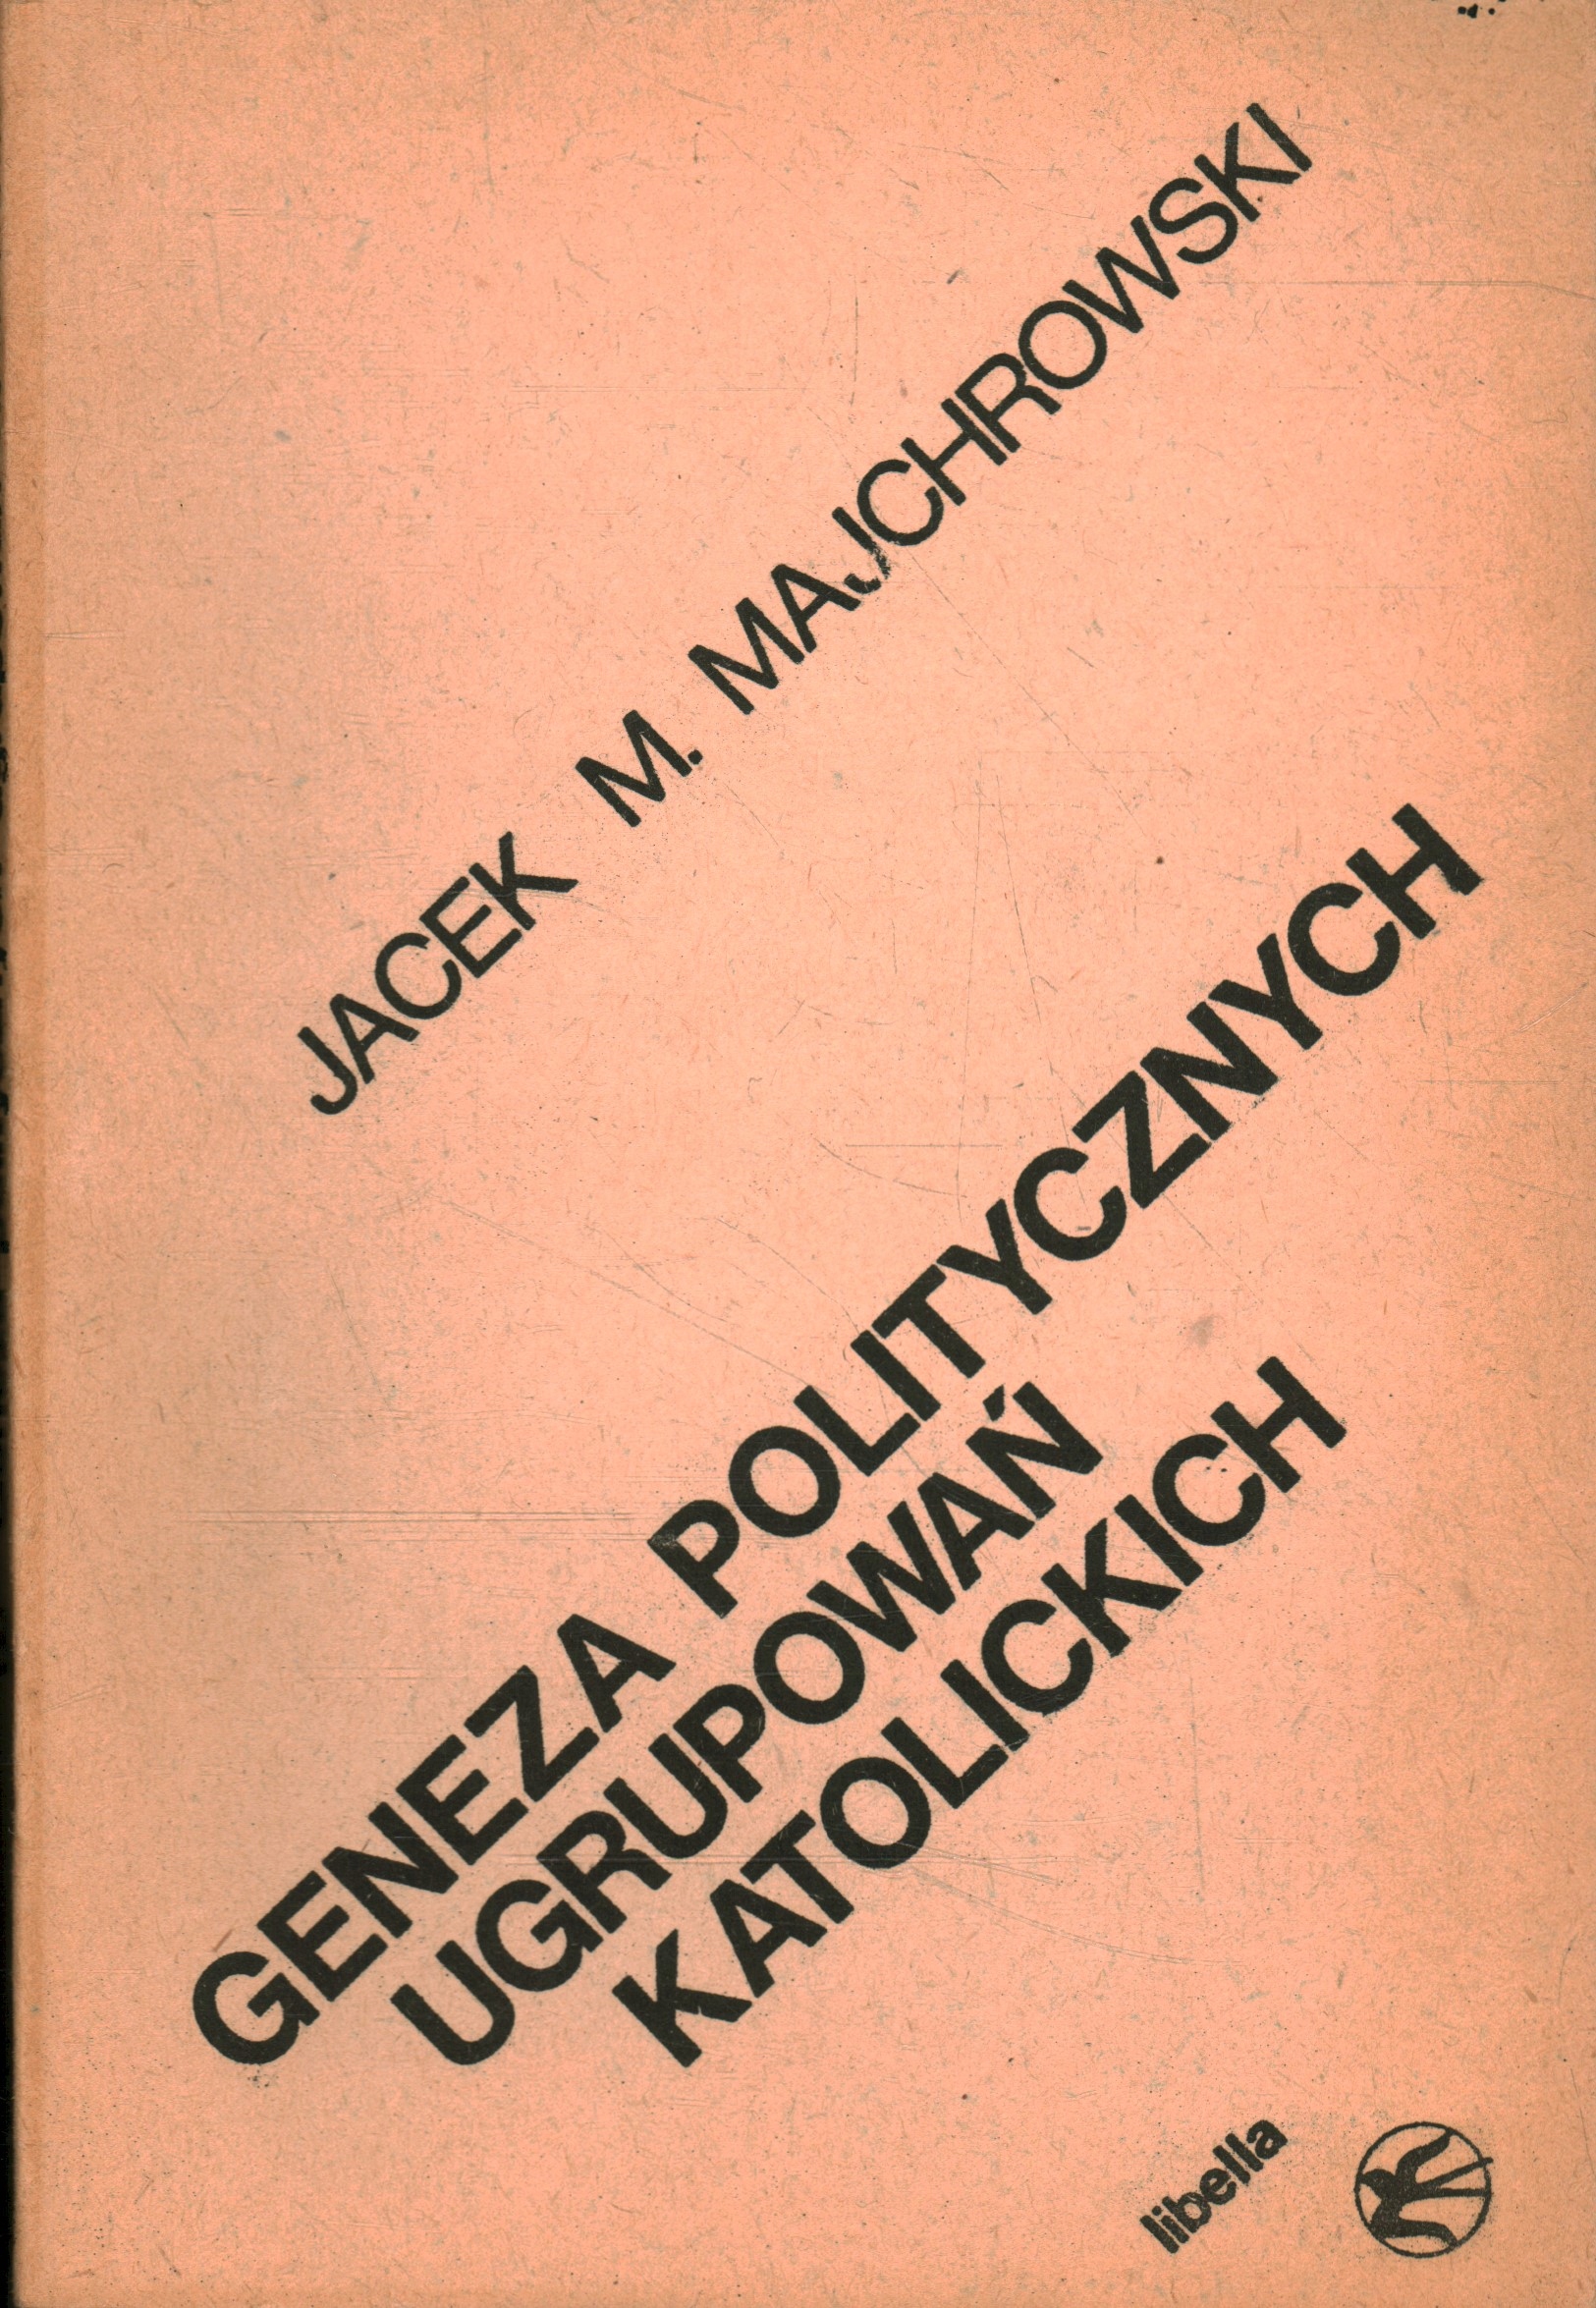 JACEK M. MAJCHROWSKI
GENEZA POLITYCZNYCH
UGRUPOWAŃ
KATOLICKICH
libella